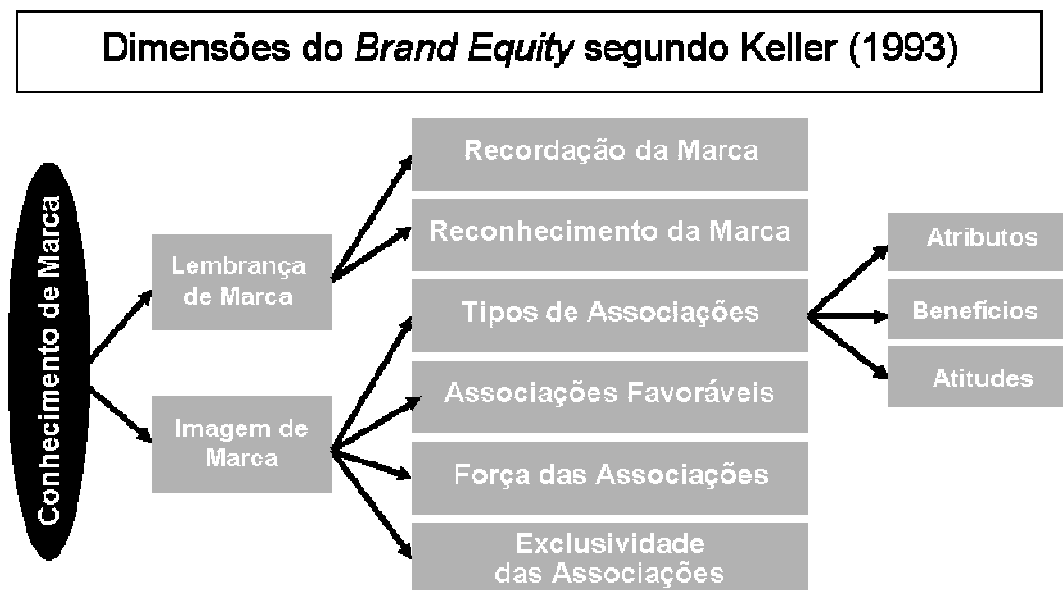 Dimensões do Brand Equity segundo Keller (1993)
Conhecimento de Marca
Lembrança
de Marca
Imagem de
Marca
Recordação da Marca
Reconhecimento da Marca
Tipos de Associações
Associações Favoráveis
Força das Associações
Exclusividade
das Associações
Atributos
Benefícios
Atitudes